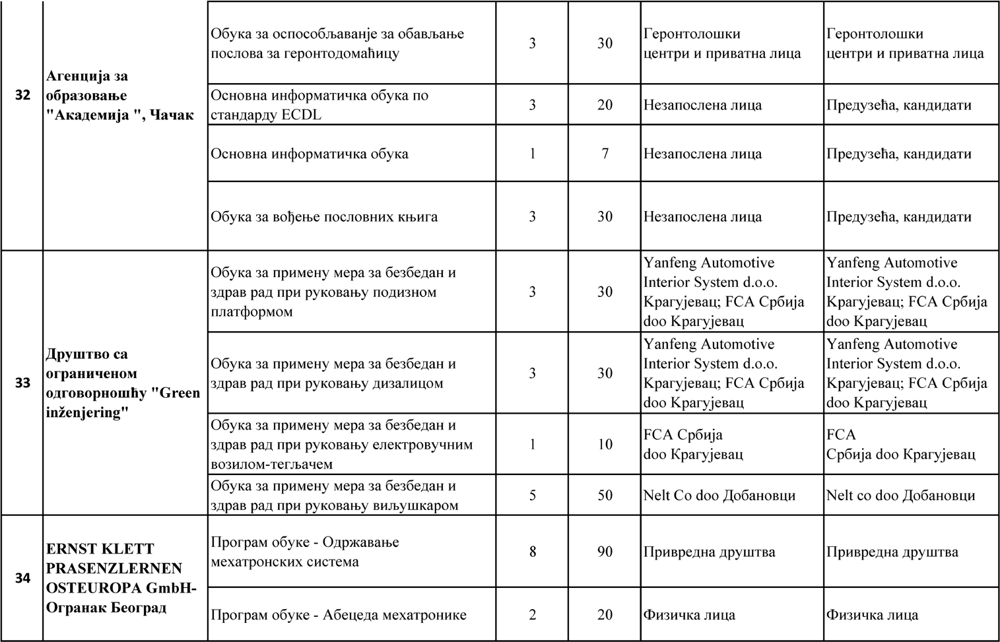 32
Агенција за
образовање
"Академија ", Чачак
Обука за оспособљаванје за обављање
послова за геронтодомаћицу
3
30
Геронтолошки
центри и приватна лица
Геронтолошки
центри и приватна лица
Основна информатичка обука по
стандарду ECDL
3
20
Незапослена лица
Предузећа, кандидати
Основна информатичка обука
1
7
Незапослена лица
Предузећа, кандидати
Обука за вођење пословних књига
3
30
Незапослена лица
Предузећа, кандидати
33
Друштво са
ограниченом
одговорношћу "Green
inženjering"
Обука за примену мера за безбедан и
здрав рад при руковању подизном
платформом
3
30
Yanfeng Automotive
Interior System d.o.o.
Крагујевац; FCA Србија
doo Крагујевац
Yanfeng Automotive
Interior System d.o.o.
Крагујевац; FCA Србија
doo Крагујевац
Обука за примену мера за безбедан и
здрав рад при руковању дизалицом
3
30
Yanfeng Automotive
Interior System d.o.o.
Крагујевац; FCA Србија
doo Крагујевац
Yanfeng Automotive
Interior System d.o.o.
Крагујевац; FCA Србија
doo Крагујевац
Обука за примену мера за безбедан и
здрав рад при руковању електровучним
возилом-тегљачем
1
10
FCA Србија
doo Крагујевац
FCA
Србија doo Крагујевац
Обука за примену мера за безбедан и
здрав рад при руковању виљушкаром
5
50
Nelt Co doo Добановци
Nelt co doo Добановци
34
ERNST KLETT
PRASENZLERNEN
OSTEUROPA GmbH-
Огранак Београд
Програм обуке - Одржавање
мехатронских система
8
90
Привредна друштва
Привредна друштва
Програм обуке - Абецеда мехатронике
2
20
Физичка лица
Физичка лица